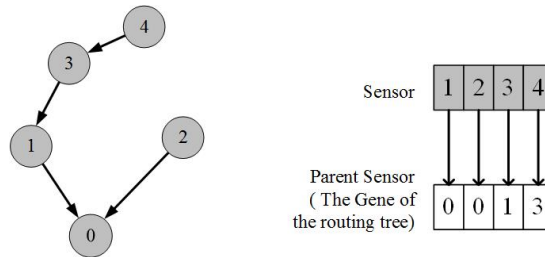 4
3
1
2
0
Sensor
1 2 3 4
Parent Sensor
( The Gene of
the routing tree)
0 0 1 3